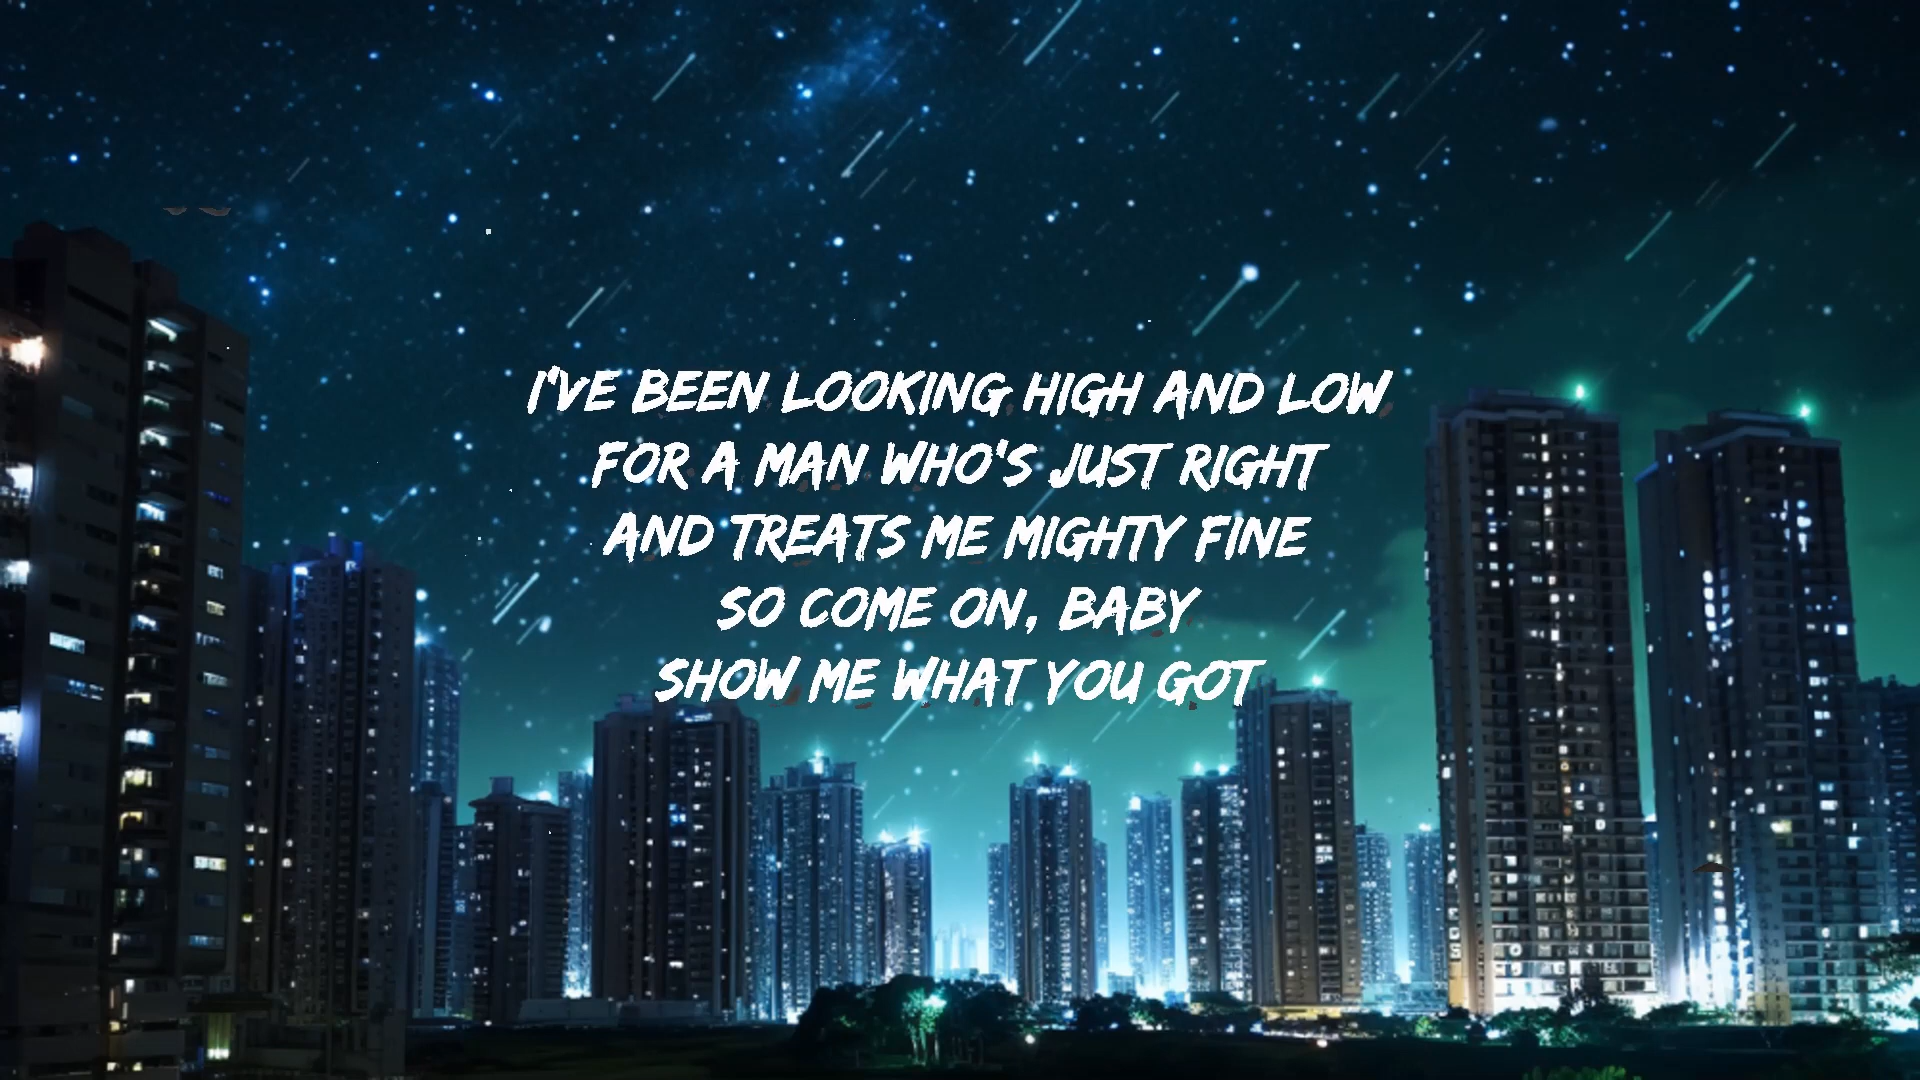 I'VE BEEN LOOKING HIGH AND LOW
FOR A MAN WHO'S JUST RIGHT
AND TREATS ME MIGHTY FINE
SO COME ON, BABY
SHOW ME WHAT YOU GOT